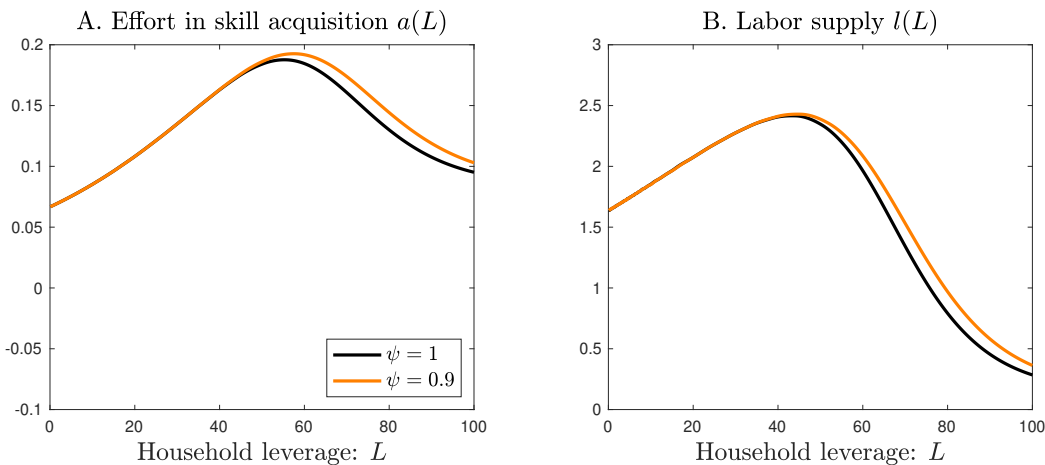 A. Effort in skill acquisition a(L)
0.2
0.15
0.1
0.05
0
-0.05
-0.1
ψ = 1
ψ = 0.9
0 20 40 60 80 100
Household leverage: L
B. Labor supply l(L)
3
2.5
2
1.5
1
0.5
0
0 20 40 60 80 100
Household leverage: L